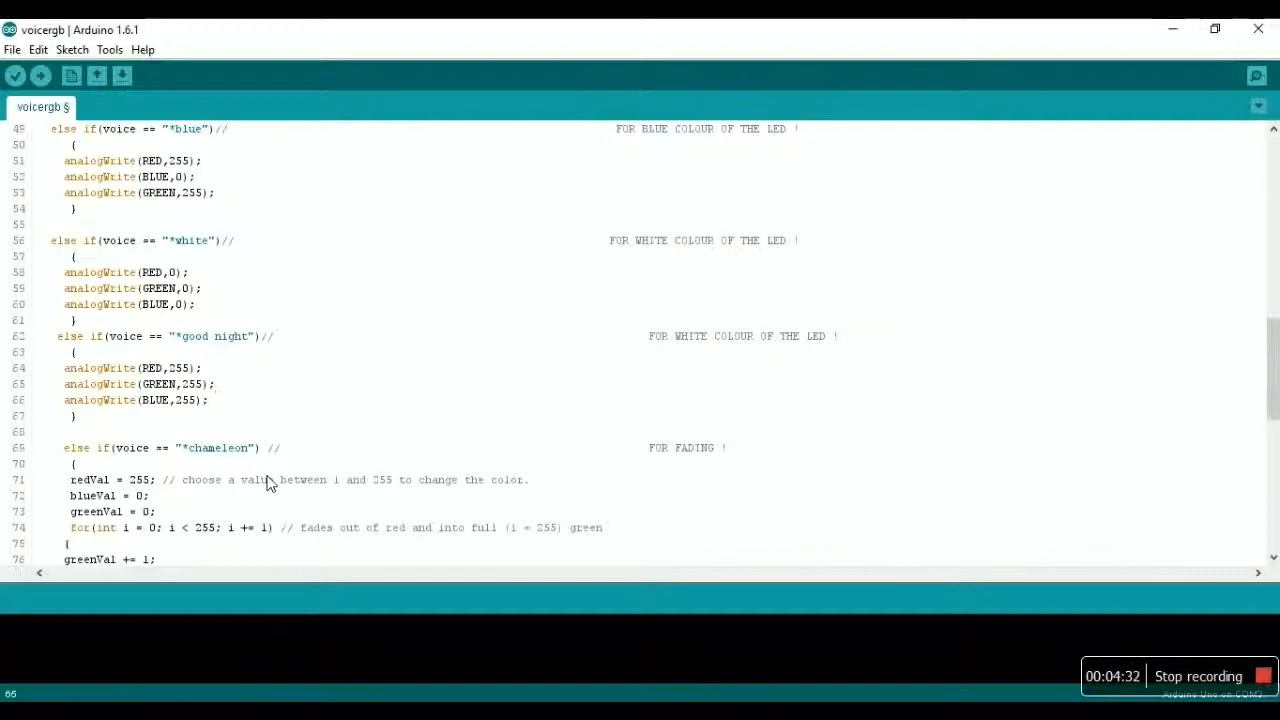 voicergb | Arduino 1.6.1
File Edit Sketch Tools Help
voicergb §
49 else if(voice == "*blue")// FOR BLUE COLOUR OF THE LED !
50 {
51 analogWrite(RED,255);
52 analogWrite(BLUE,0);
53 analogWrite(GREEN,255);
54 }
55
56 else if(voice == "*white")// FOR WHITE COLOUR OF THE LED !
57 {
58 analogWrite(RED,0);
59 analogWrite(GREEN,0);
60 analogWrite(BLUE,0);
61 }
62 else if(voice == "*good night")// FOR WHITE COLOUR OF THE LED !
63 {
64 analogWrite(RED,255);
65 analogWrite(GREEN,255);
66 analogWrite(BLUE,255);
67 }
68
69 else if(voice == "*chameleon") // FOR FADING !
70 {
71 redVal = 255; // choose a value between 1 and 255 to change the color.
72 blueVal = 0;
73 greenVal = 0;
74 for(int i = 0; i < 255; i += 1) // fades out of red and into full (i = 255) green
75 {
76 greenVal += 1;
00:04:32 Stop recording
66 Arduino Uno on COM3